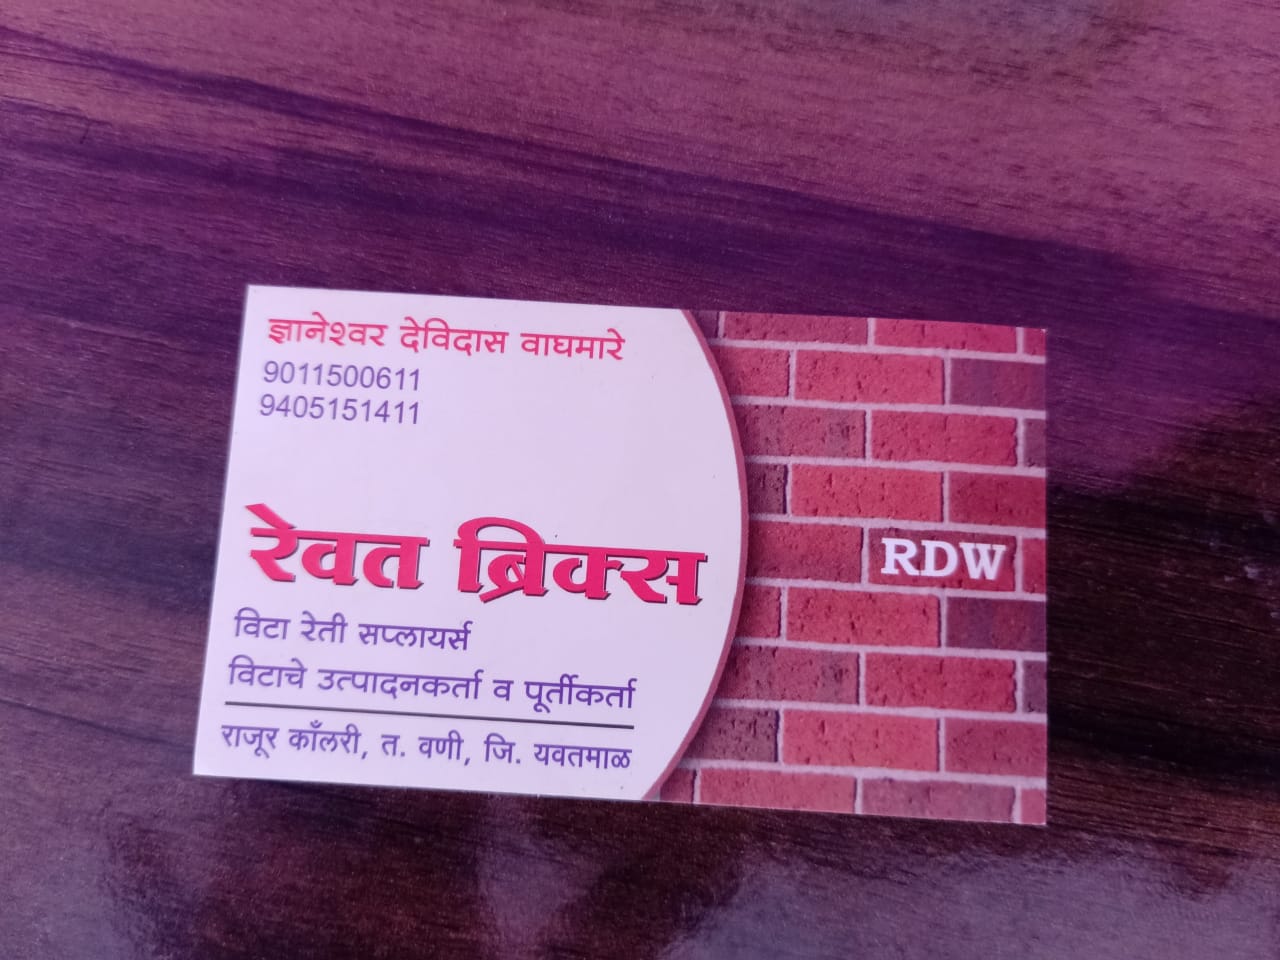 ज्ञानेश्वर देविदास वाघमारे
9011500611
9405151411
रेवत ब्रिक्स
विटा रेती सप्लायर्स
विटाचे उत्पादनकर्ता व पूर्तीकर्ता
राजूर काँलरी, त. वणी, जि. यवतमाळ
RDW